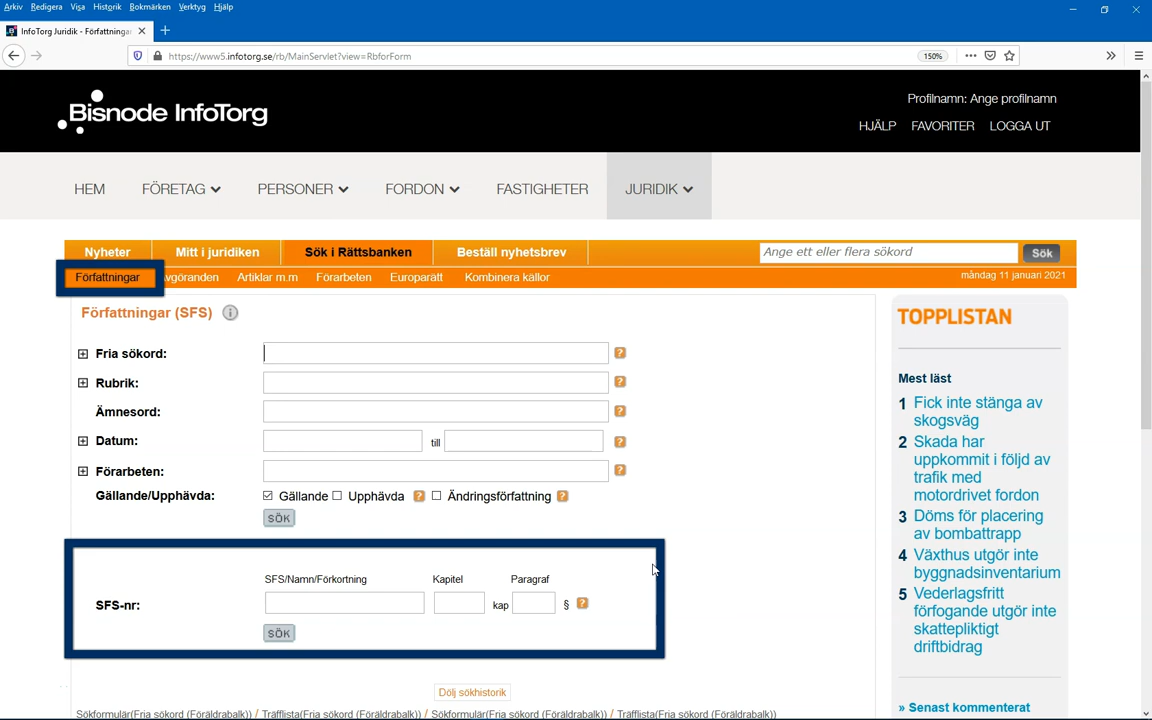 Arkiv Redigera Visa Historik Bokmärken Verktyg Hjälp
InfoTorg Juridik - Författningar
https://www5.infotorg.se/rb/MainServlet?view=RbforForm
150%
Bisnode InfoTorg
Profilnamn: Ange profilnamn
HJÄLP FAVORITER LOGGA UT
HEM FÖRETAG PERSONER FORDON FASTIGHETER JURIDIK
Nyheter Mitt i juridiken Sök i Rättsbanken Beställ nyhetsbrev Ange ett eller flera sökord Sök
Författningar vgöranden Artiklar m.m Förarbeten Europarätt Kombinera källor måndag 11 januari 2021
Författningar (SFS) i
Fria sökord: ?
Rubrik: ?
Ämnesord: ?
Datum: till ?
Förarbeten: ?
Gällande/Upphävda: Gällande Upphävda ? Ändringsförfattning ?
SÖK
SFS/Namn/Förkortning Kapitel Paragraf
SFS-nr: kap § ?
SÖK
Dölj sökhistorik
Sökformulär(Fria sökord (Föräldrabalk)) / Träfflista(Fria sökord (Föräldrabalk)) / Sökformulär(Fria sökord (Föräldrabalk)) / Träfflista(Fria sökord (Föräldrabalk))
TOPPLISTAN
Mest läst
1 Fick inte stänga av
skogsväg
2 Skada har
uppkommit i följd av
trafik med
motordrivet fordon
3 Döms för placering
av bombattrapp
4 Växthus utgör inte
byggnadsinventarium
5 Vederlagsfritt
förfogande utgör inte
skattepliktigt
driftbidrag
» Senast kommenterat